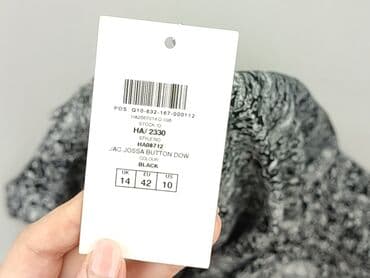 POS G10-832-167-000112
STOCK ID
HA/ 2330
STYLE NO
HA08712
JAC JOSSA BUTTON DOW
COLOUR
BLACK
UK EU US
14 42 10